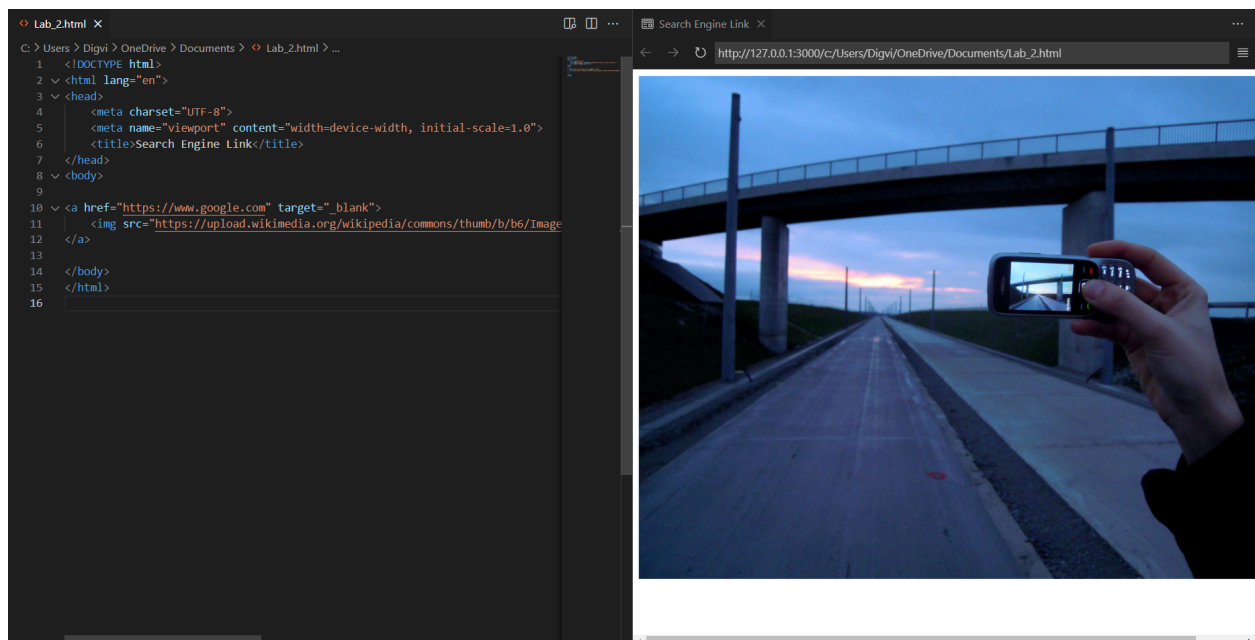 Lab_2.html
C: > Users > Digvi > OneDrive > Documents > Lab_2.html > ...
1 <!DOCTYPE html>
2 <html lang="en">
3 <head>
4 <meta charset="UTF-8">
5 <meta name="viewport" content="width=device-width, initial-scale=1.0">
6 <title>Search Engine Link</title>
7 </head>
8 <body>
9
10 <a href="https://www.google.com" target="_blank">
11 <img src="https://upload.wikimedia.org/wikipedia/commons/thumb/b/b6/Image
12 </a>
13
14 </body>
15 </html>
16
Search Engine Link
http://127.0.0.1:3000/c:/Users/Digvi/OneDrive/Documents/Lab_2.html